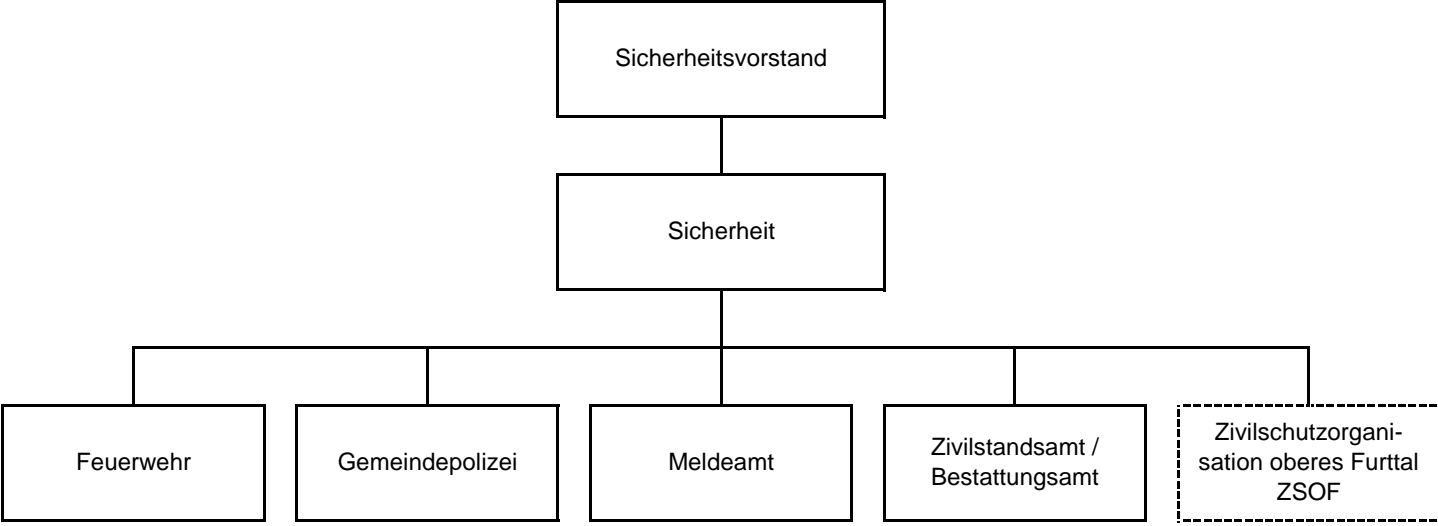 Sicherheitsvorstand
Sicherheit
Feuerwehr
Gemeindepolizei
Meldeamt
Zivilstandsamt /
Bestattungsamt
Zivilschutzorgani-
sation oberes Furttal
ZSOF